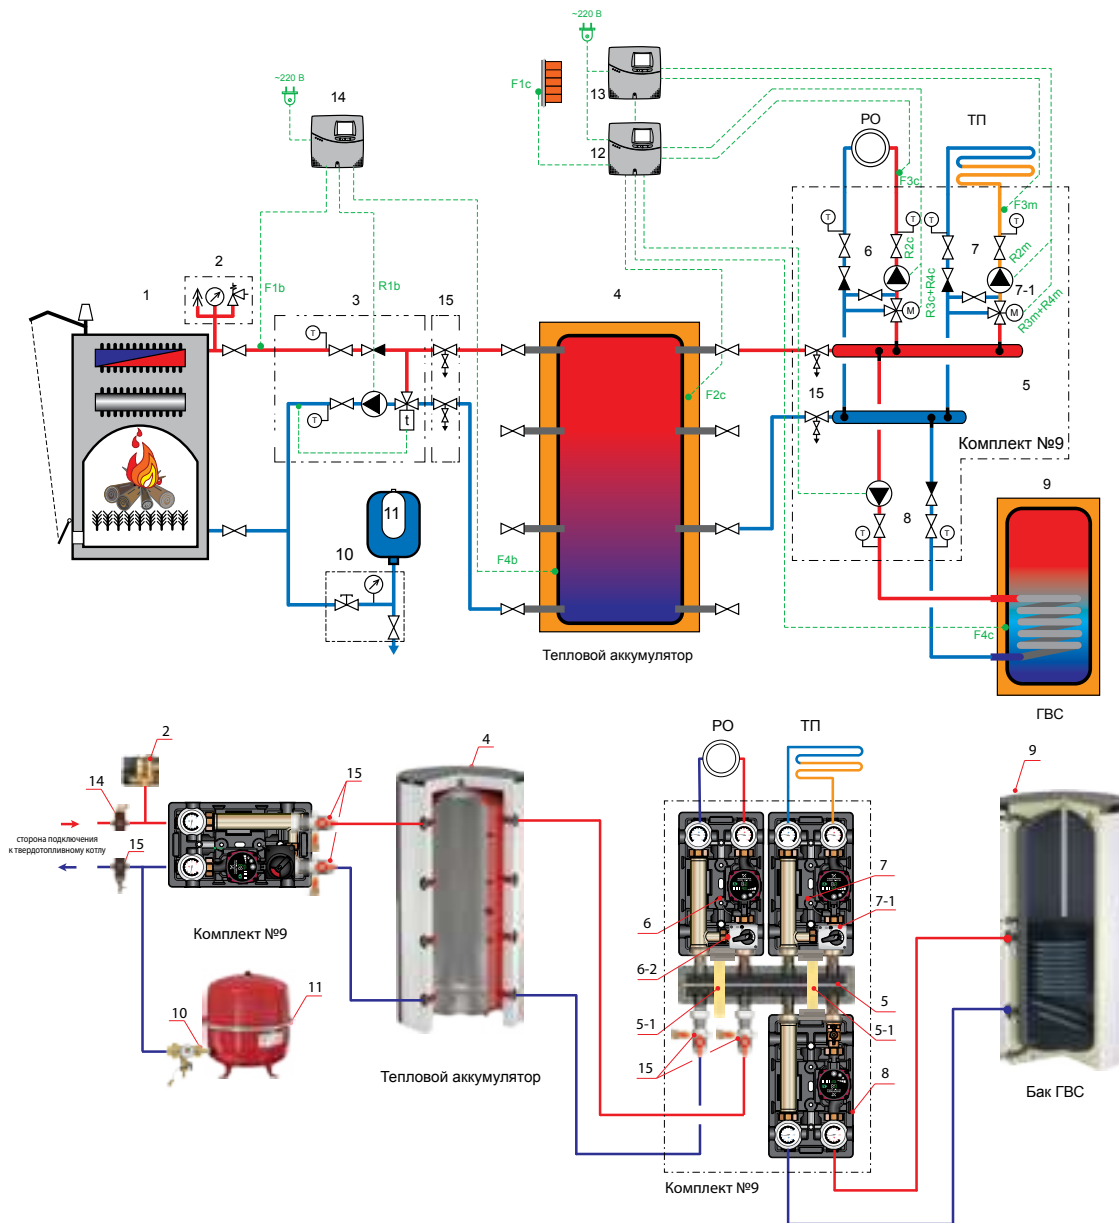 ~220 В
13
F1c
12
~220 В
14
РО
ТП
F3c
F3m
T
T
T
T
6
7
R2c
R2m
7-1
M
M
R3c+R4c
R3m+R4m
1
2
F1b
3
R1b
15
4
T
T
t
F2c
15
5
Комплект №9
8
9
T
T
10
11
F4b
F4c
Тепловой аккумулятор
ГВС
2
14
15
4
РО
ТП
9
сторона подключения
к твердотопливному котлу
15
7
7-1
6
6-2
Комплект №9
5
5-1
5-1
10
11
15
8
Тепловой аккумулятор
Бак ГВС
Комплект №9